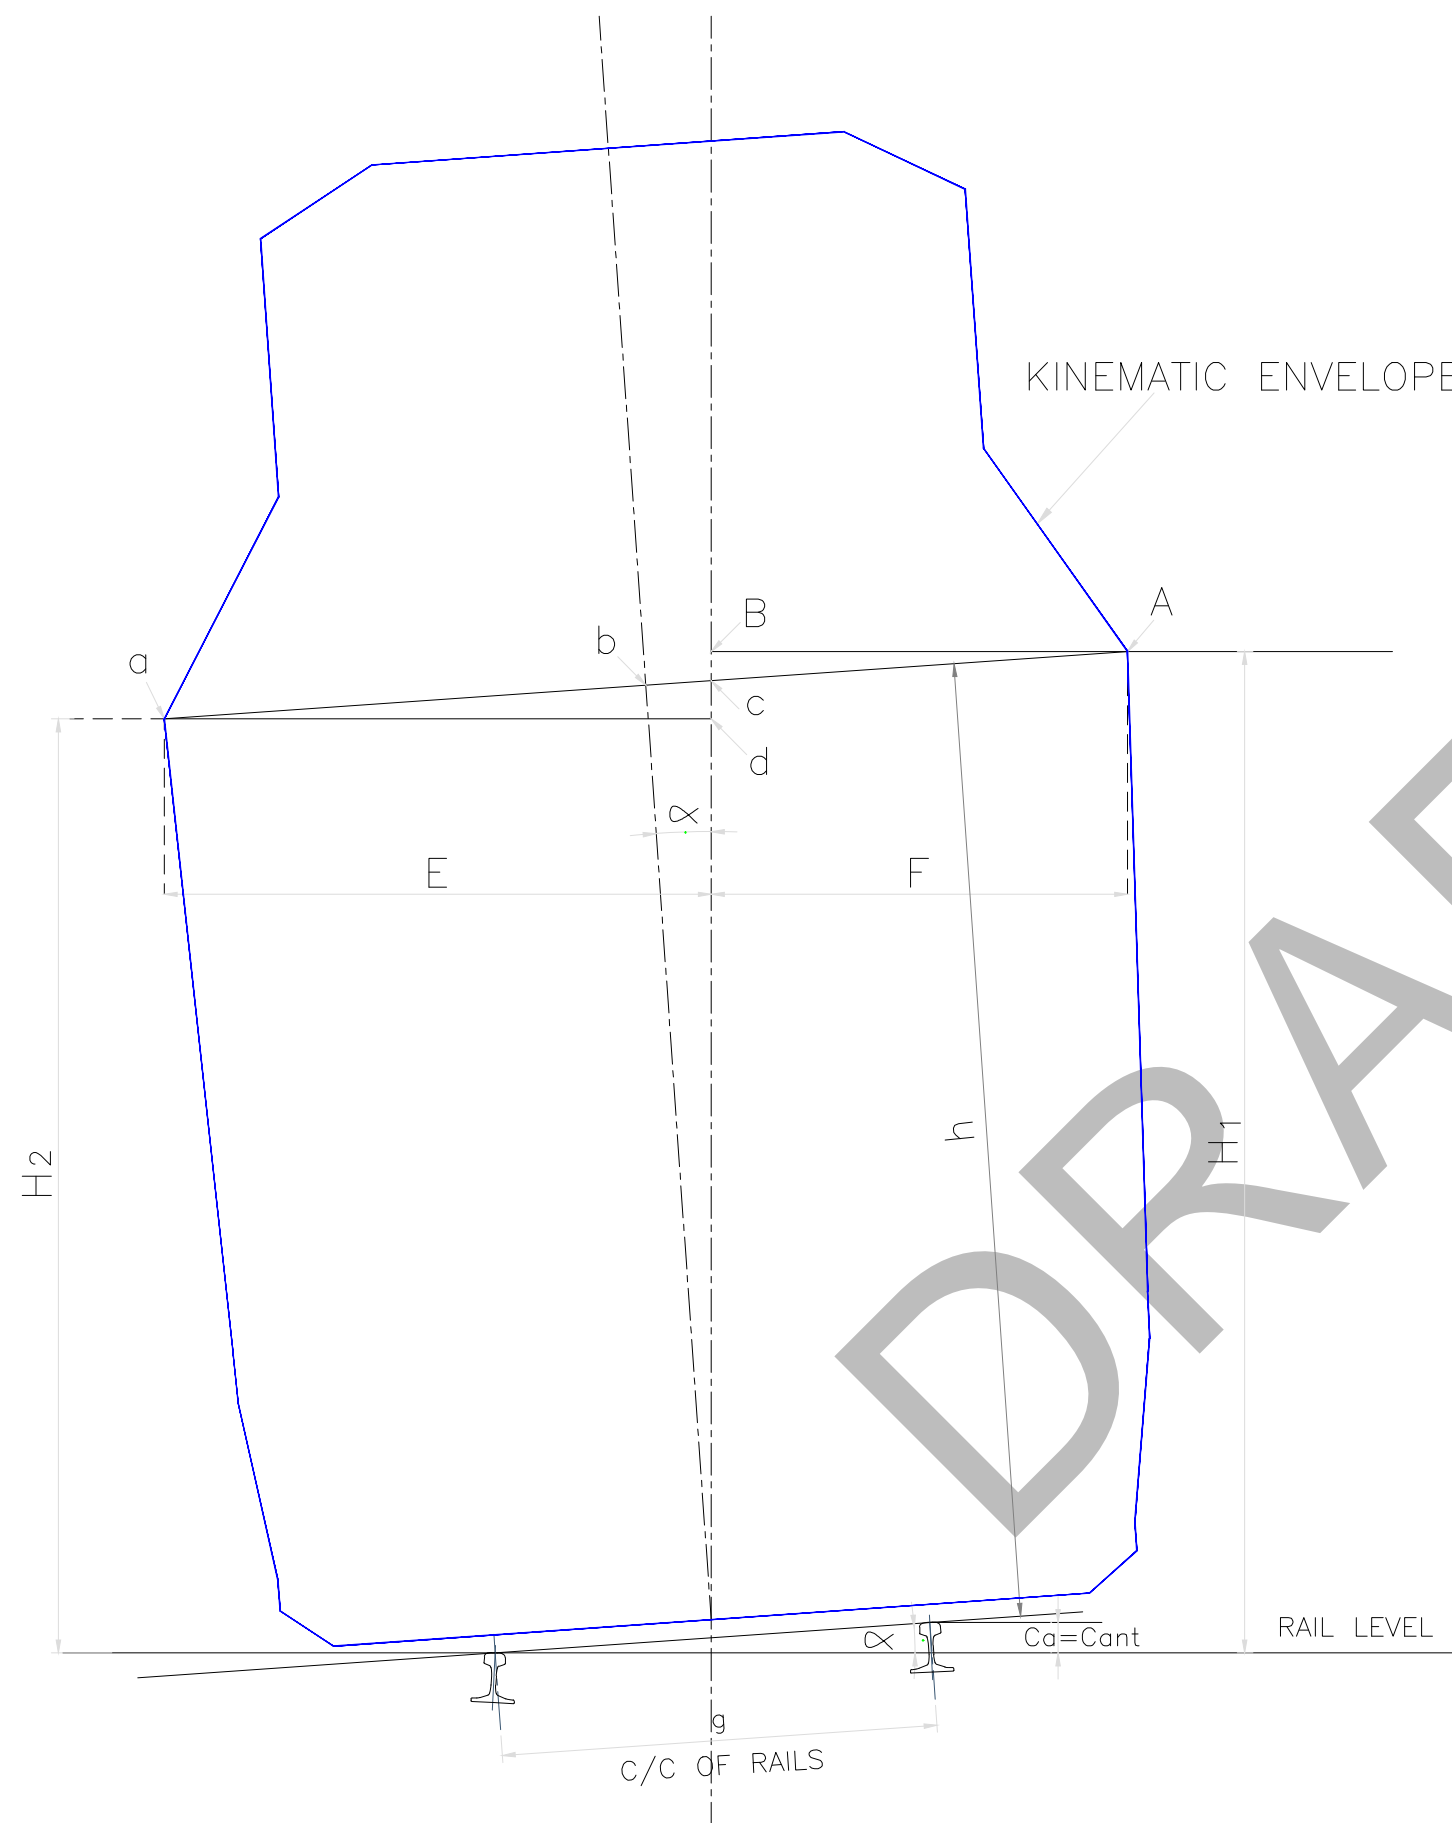 KINEMATIC ENVELOPE
A
B
b
a
c
d
α
E
F
h
H1
H2
DRA
RAIL LEVEL
α
Ca=Cant
g
C/C OF RAILS